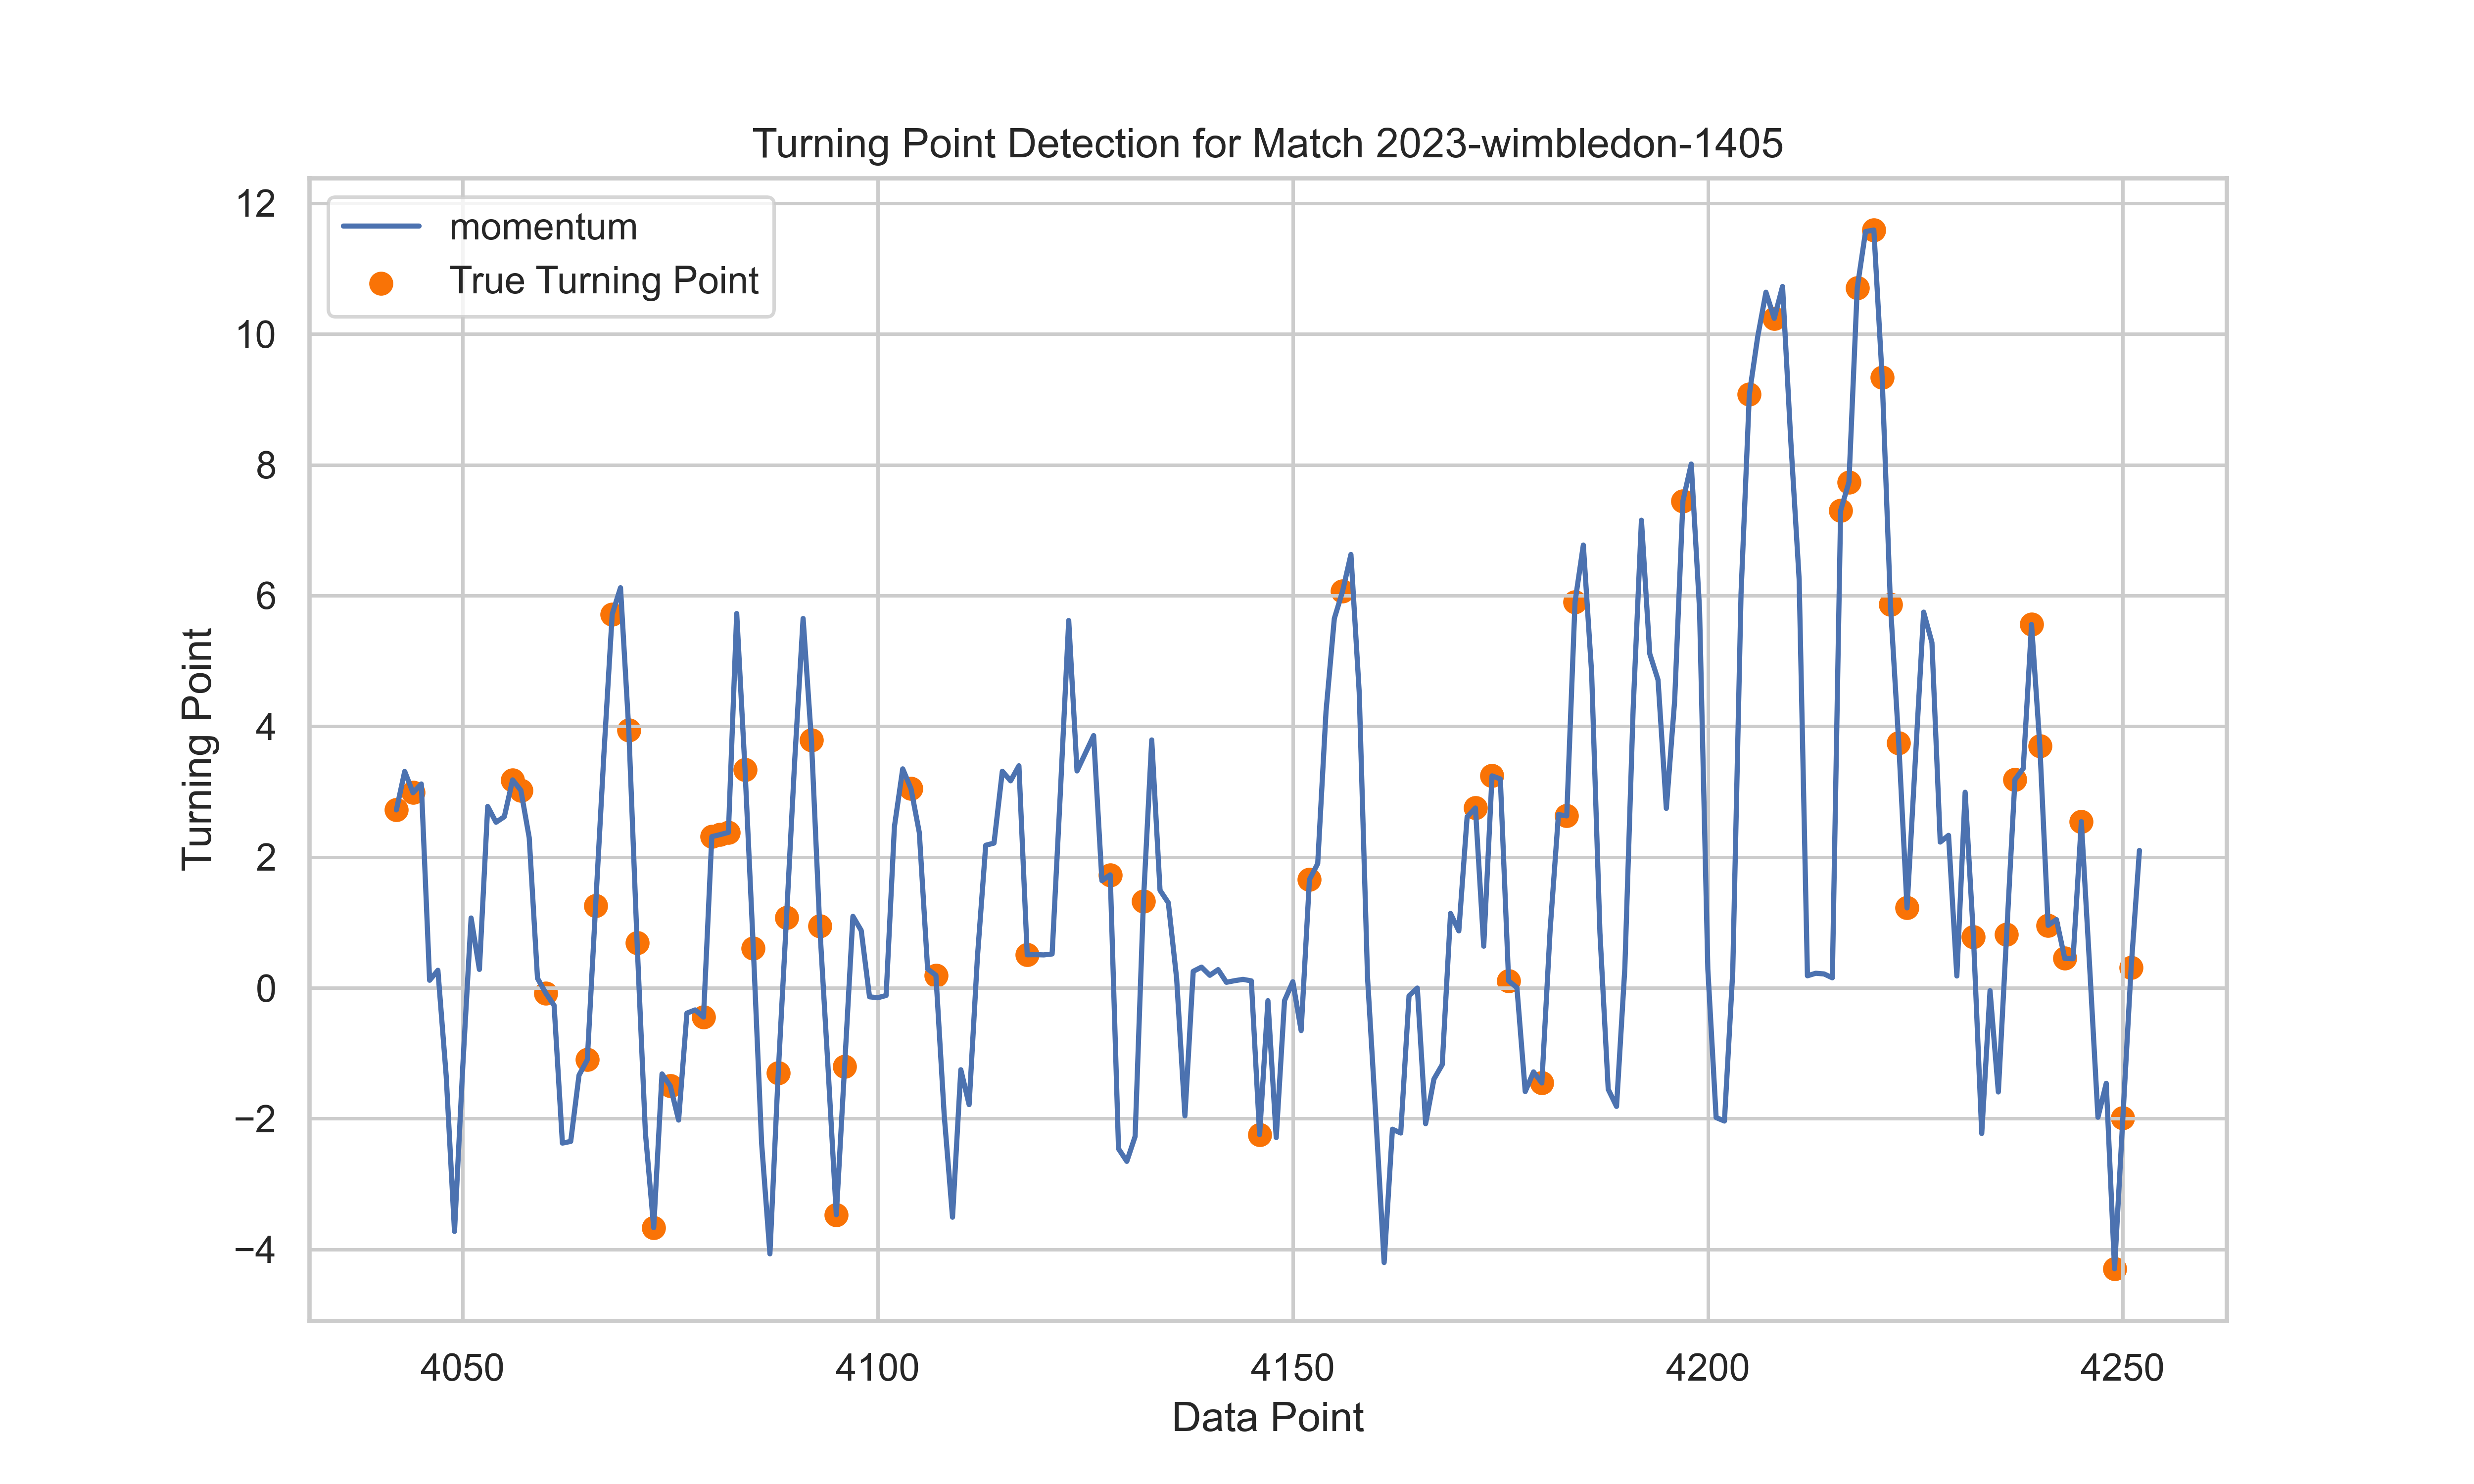 Turning Point Detection for Match 2023-wimbledon-1405
momentum
True Turning Point
Turning Point
12
10
8
6
4
2
0
−2
−4
4050 4100 4150 4200 4250
Data Point